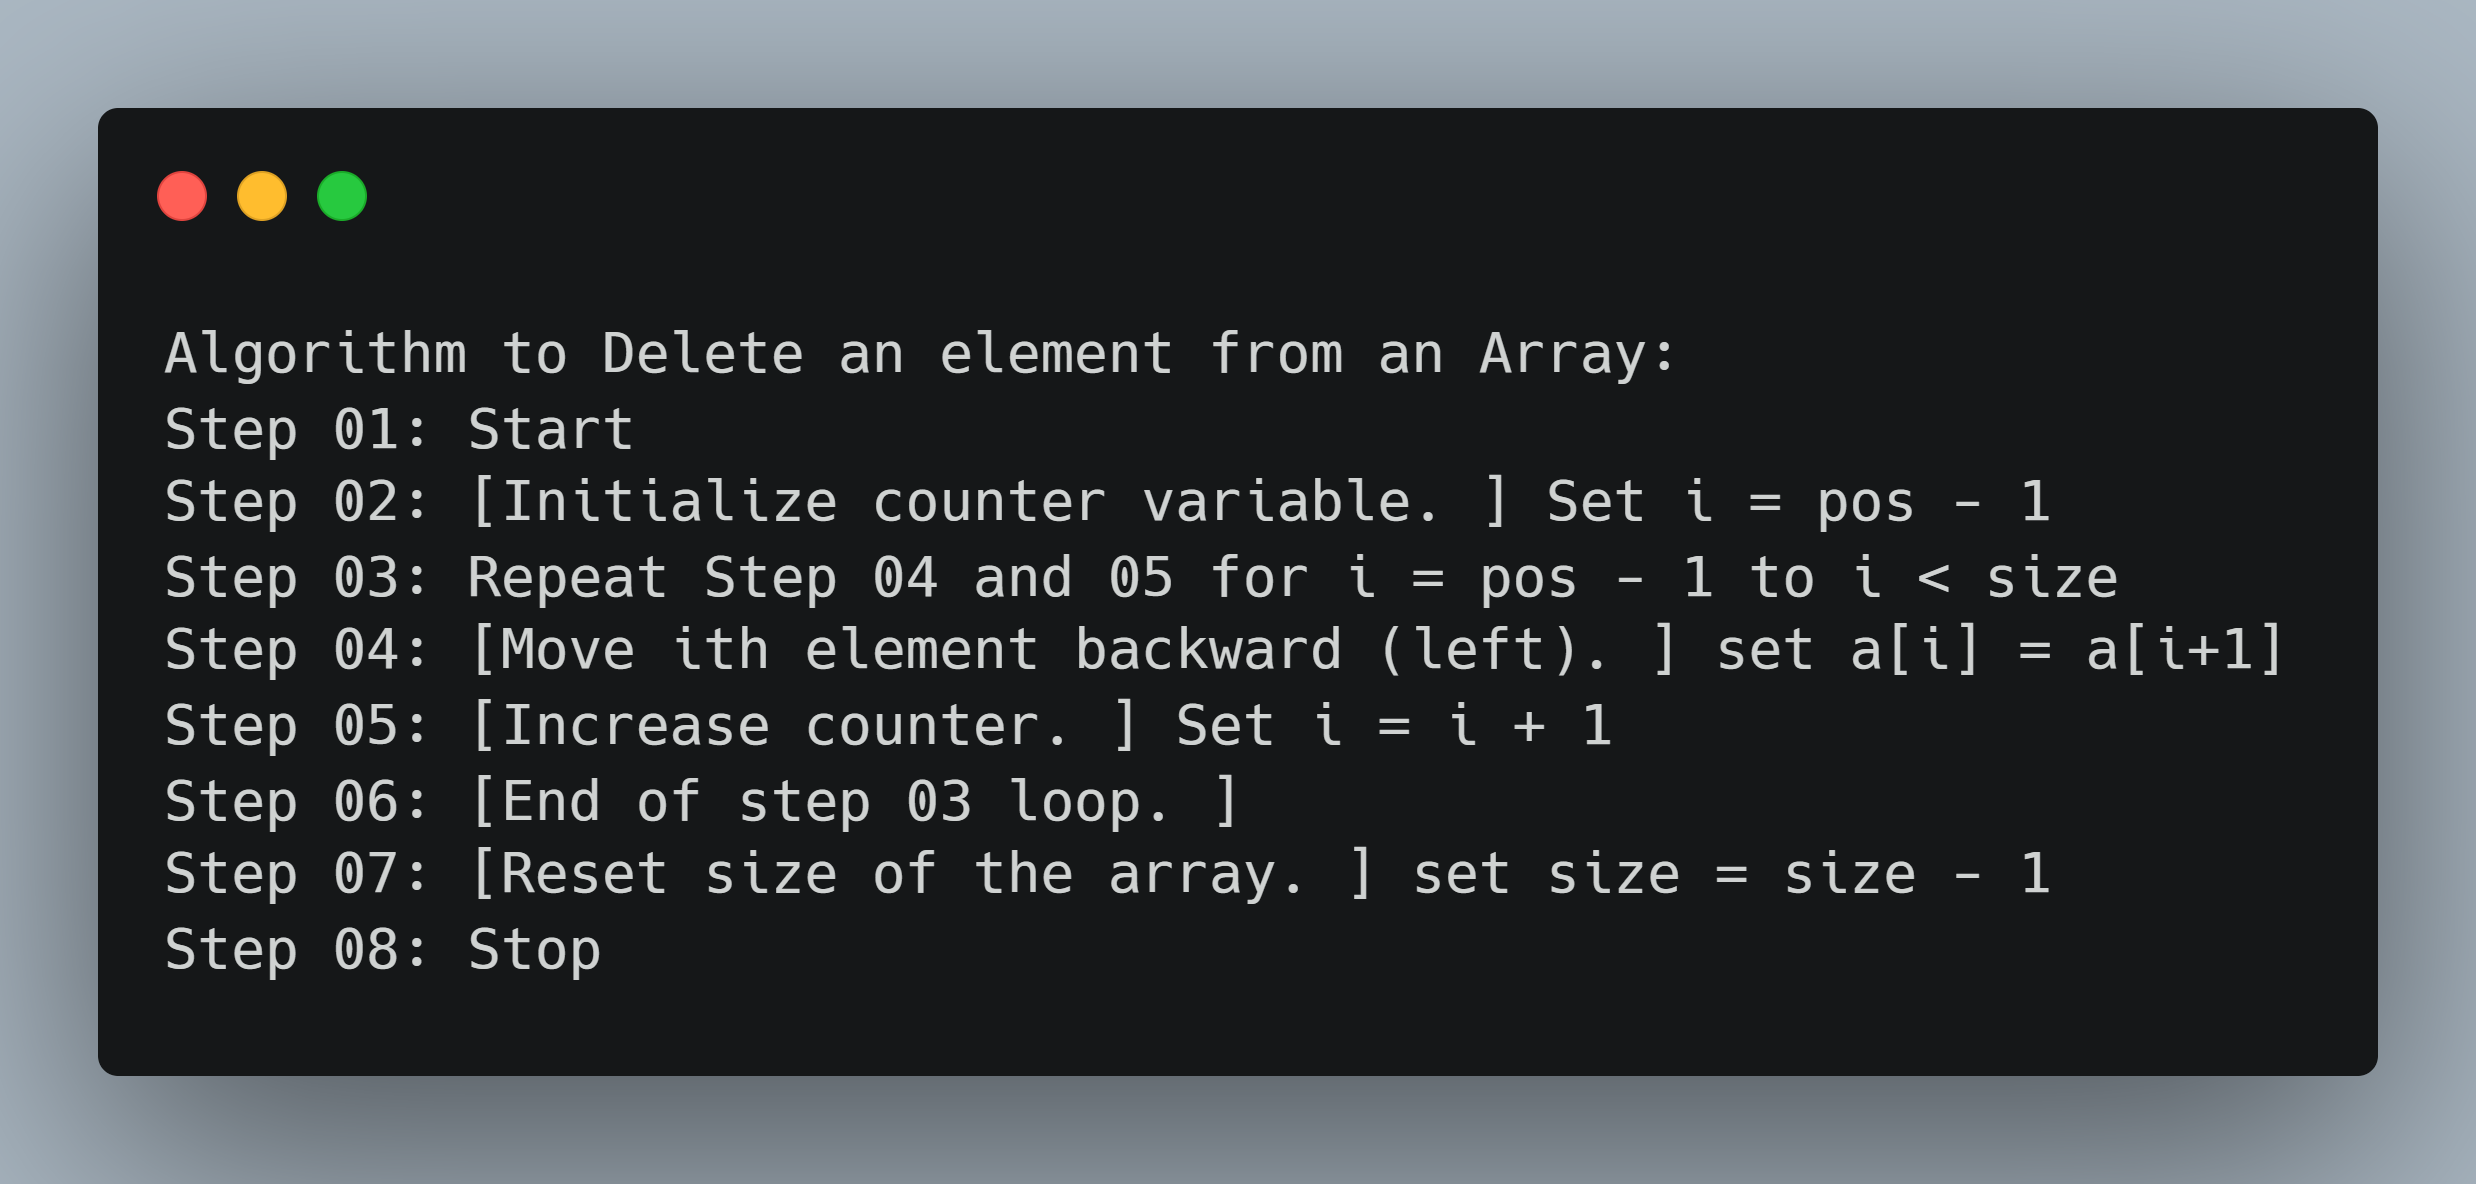 Algorithm to Delete an element from an Array:
Step 01: Start
Step 02: [Initialize counter variable. ] Set i = pos - 1
Step 03: Repeat Step 04 and 05 for i = pos - 1 to i < size
Step 04: [Move ith element backward (left). ] set a[i] = a[i+1]
Step 05: [Increase counter. ] Set i = i + 1
Step 06: [End of step 03 loop. ]
Step 07: [Reset size of the array. ] set size = size - 1
Step 08: Stop